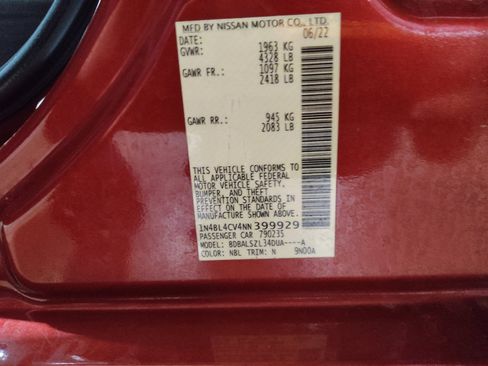 MFD BY NISSAN MOTOR CO., LTD.
DATE: 06/22
GVWR: 1963 KG
4328 LB
GAWR FR.: 1097 KG
2418 LB
GAWR RR.: 945 KG
2083 LB
THIS VEHICLE CONFORMS TO
ALL APPLICABLE FEDERAL
MOTOR VEHICLE SAFETY,
BUMPER, AND THEFT
PREVENTION STANDARDS
IN EFFECT ON THE DATE OF
MANUFACTURE SHOWN ABOVE.
1N4BL4CV4NN399929
PASSENGER CAR 790235
MODEL: BDBALSZL34DUA----A
COLOR: NBL TRIM: N 9N00A